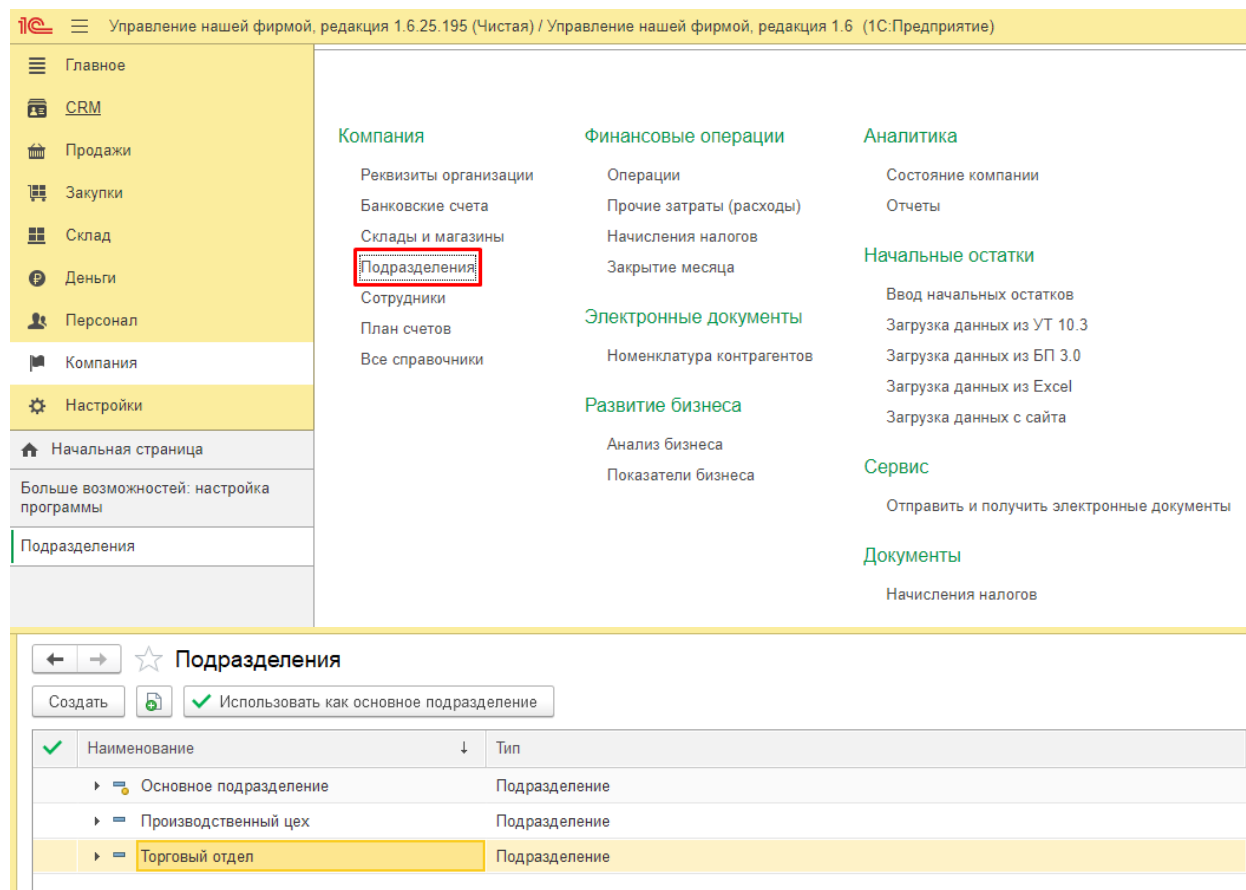 1С Управление нашей фирмой, редакция 1.6.25.195 (Чистая) / Управление нашей фирмой, редакция 1.6 (1С:Предприятие)
Главное
CRM
Продажи
Закупки
Склад
Деньги
Персонал
Компания
Настройки
Начальная страница
Больше возможностей: настройка
программы
Подразделения
Компания
Реквизиты организации
Банковские счета
Склады и магазины
Подразделения
Сотрудники
План счетов
Все справочники
Финансовые операции
Операции
Прочие затраты (расходы)
Начисления налогов
Закрытие месяца
Электронные документы
Номенклатура контрагентов
Развитие бизнеса
Анализ бизнеса
Показатели бизнеса
Аналитика
Состояние компании
Отчеты
Начальные остатки
Ввод начальных остатков
Загрузка данных из УТ 10.3
Загрузка данных из БП 3.0
Загрузка данных из Excel
Загрузка данных с сайта
Сервис
Отправить и получить электронные документы
Документы
Начисления налогов
Подразделения
Создать Использовать как основное подразделение
Наименование Тип
Основное подразделение Подразделение
Производственный цех Подразделение
Торговый отдел Подразделение